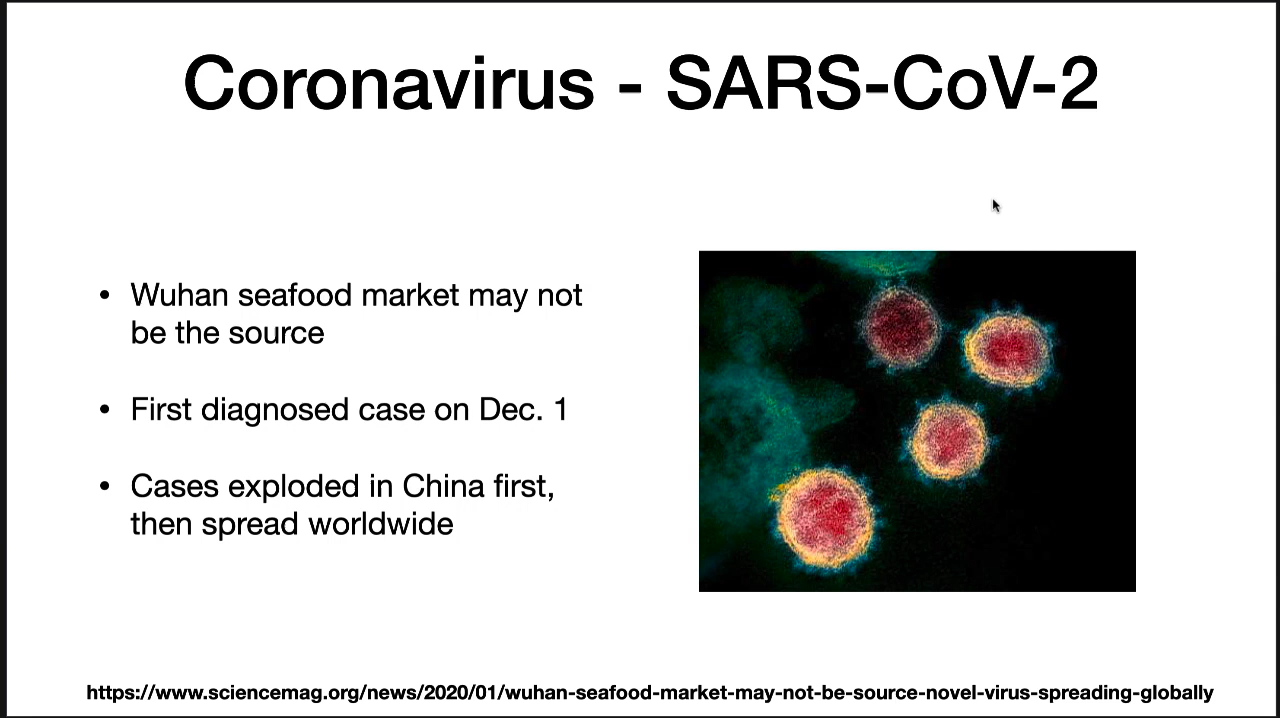 Coronavirus - SARS-CoV-2
• Wuhan seafood market may not
be the source
• First diagnosed case on Dec. 1
• Cases exploded in China first,
then spread worldwide
https://www.sciencemag.org/news/2020/01/wuhan-seafood-market-may-not-be-source-novel-virus-spreading-globally